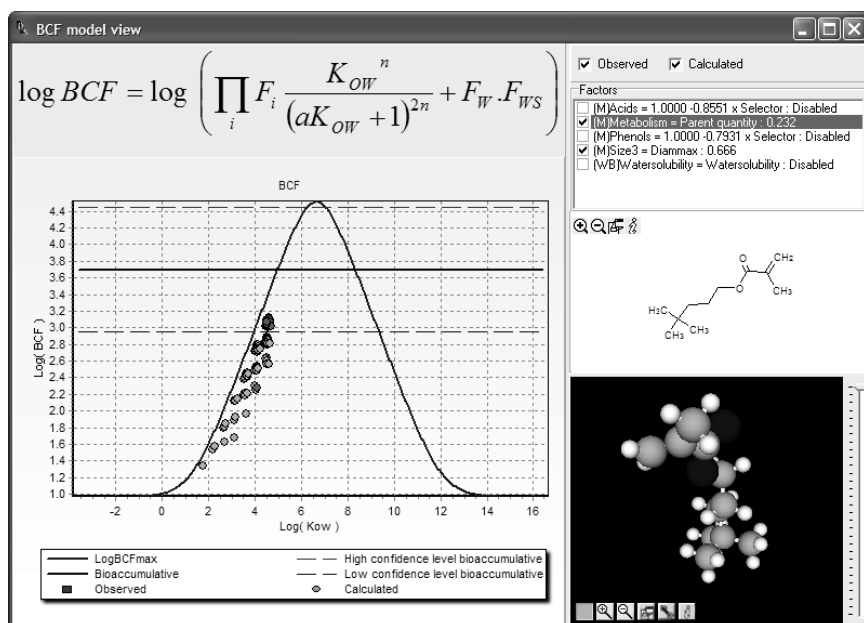 BCF model view
log BCF = log ( ∏ i F i K OW n / (aK OW + 1) 2n + F W . F WS )
Observed Calculated
Factors
(M)Acids = 1.0000 -0.8551 x Selector : Disabled
(M)Metabolism = Parent quantity : 0.232
(M)Phenols = 1.0000 -0.7931 x Selector : Disabled
(M)Size3 = Diammax : 0.666
(WB)Watersolubility = Watersolubility : Disabled
BCF
4.4
4.2
4.0
3.8
3.6
3.4
3.2
3.0
2.8
2.6
2.4
2.2
2.0
1.8
1.6
1.4
1.2
1.0
Log( BCF )
-2 0 2 4 6 8 10 12 14 16
Log( Kow )
LogBCFmax
High confidence level bioaccumulative
Bioaccumulative
Low confidence level bioaccumulative
Observed
Calculated
O
CH2
O
CH3
H3C
CH3
CH3